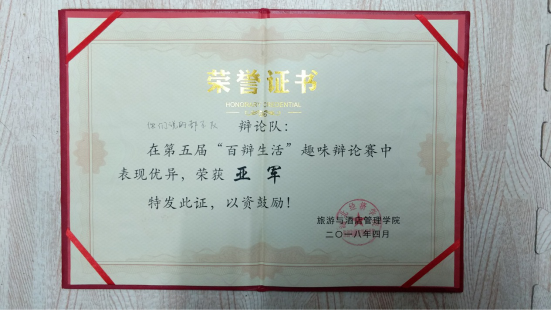 荣誉证书
辩论队：
在第五届“百辩生活”趣味辩论赛中
表现优异，荣获 亚军
特发此证，以资鼓励！
旅游与酒店管理学院
二〇一八年四月